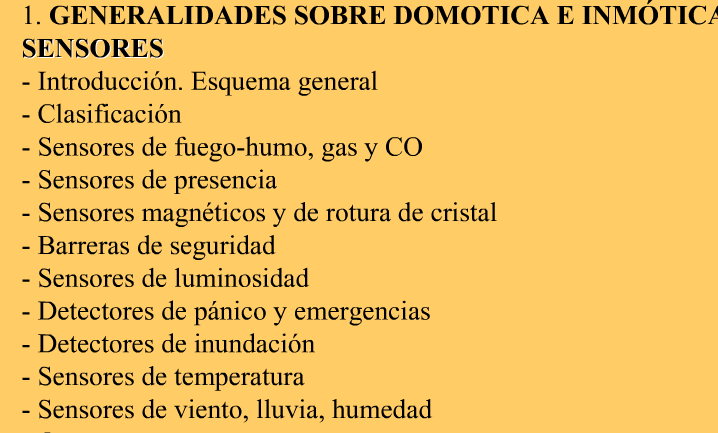 1. GENERALIDADES SOBRE DOMOTICA E INMÓTICA
SENSORES
- Introducción. Esquema general
- Clasificación
- Sensores de fuego-humo, gas y CO
- Sensores de presencia
- Sensores magnéticos y de rotura de cristal
- Barreras de seguridad
- Sensores de luminosidad
- Detectores de pánico y emergencias
- Detectores de inundación
- Sensores de temperatura
- Sensores de viento, lluvia, humedad